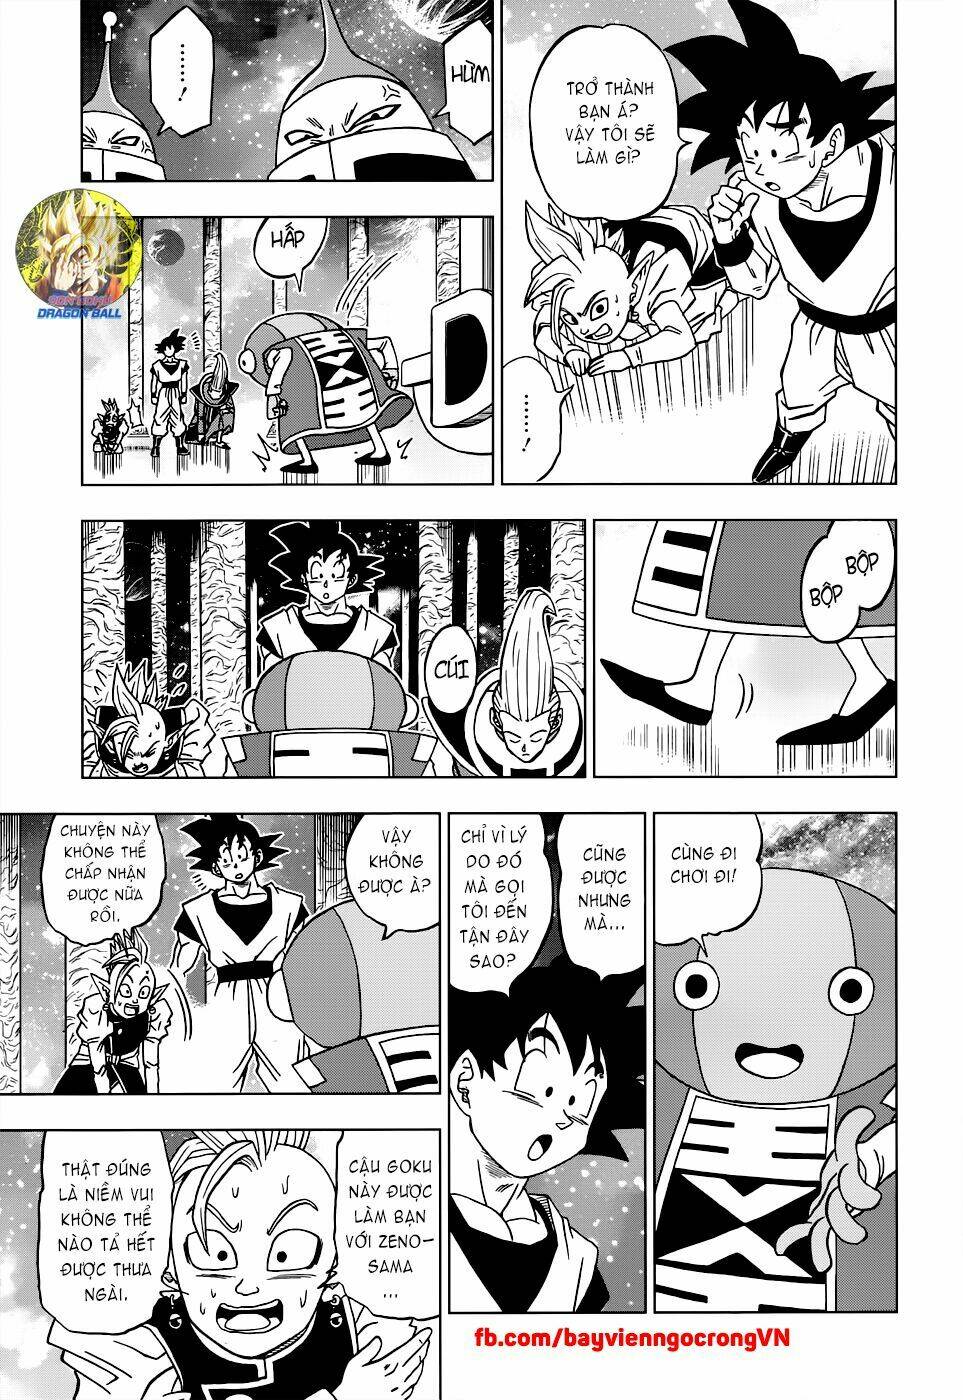 TRỞ THÀNH
BẠN Á?
VẬY TÔI SẼ
LÀM GÌ?
.......!
HỪM
......!
HẤP
SON GOKU
DRAGON BALL
BỘP
BỘP
CÚI
CÙNG ĐI
CHƠI ĐI!
CŨNG
ĐƯỢC
NHƯNG
MÀ...
CHỈ VÌ LÝ
DO ĐÓ
MÀ GỌI
TÔI ĐẾN
TẬN ĐÂY
SAO?
VẬY
KHÔNG
ĐƯỢC À?
CHUYỆN NÀY
KHÔNG THỂ
CHẤP NHẬN
ĐƯỢC NỮA
RỒI.
CẬU GOKU
NÀY ĐƯỢC
LÀM BẠN
VỚI ZENO-
SAMA
...
THẬT ĐÚNG
LÀ NIỀM VUI
KHÔNG THỂ
NÀO TẢ HẾT
ĐƯỢC THƯA
NGÀI.
fb.com/bayvienngocrongVN